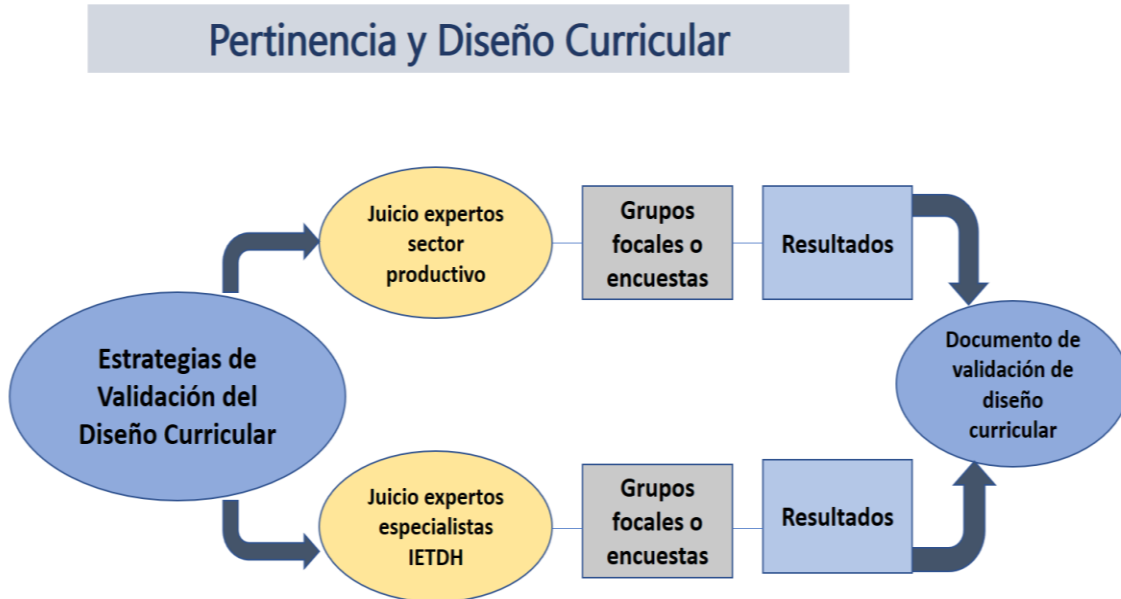 Pertinencia y Diseño Curricular
Juicio expertos
sector
productivo
Grupos
focales o
encuestas
Resultados
Estrategias de
Validación del
Diseño Curricular
Documento de
validación de
diseño
curricular
Juicio expertos
especialistas
IETDH
Grupos
focales o
encuestas
Resultados